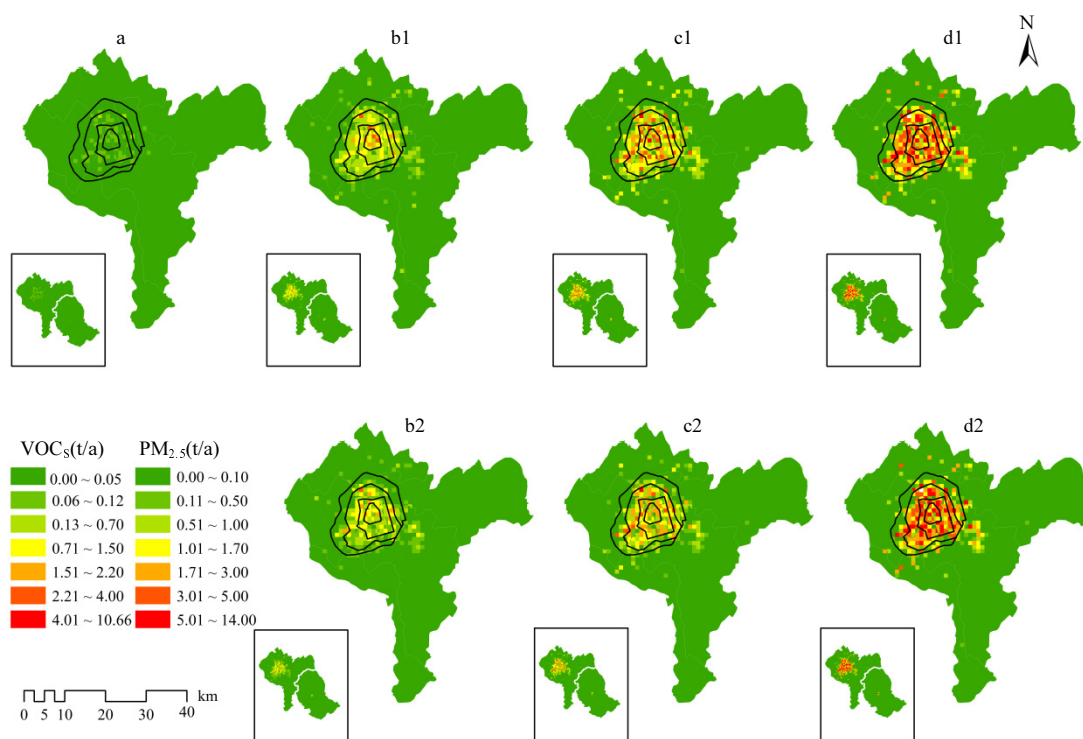 a
b1
c1
d1
N
b2
c2
d2
VOCS(t/a)
PM2.5(t/a)
0.00 ~ 0.05
0.00 ~ 0.10
0.06 ~ 0.12
0.11 ~ 0.50
0.13 ~ 0.70
0.51 ~ 1.00
0.71 ~ 1.50
1.01 ~ 1.70
1.51 ~ 2.20
1.71 ~ 3.00
2.21 ~ 4.00
3.01 ~ 5.00
4.01 ~ 10.66
5.01 ~ 14.00
km
0 5 10 20 30 40